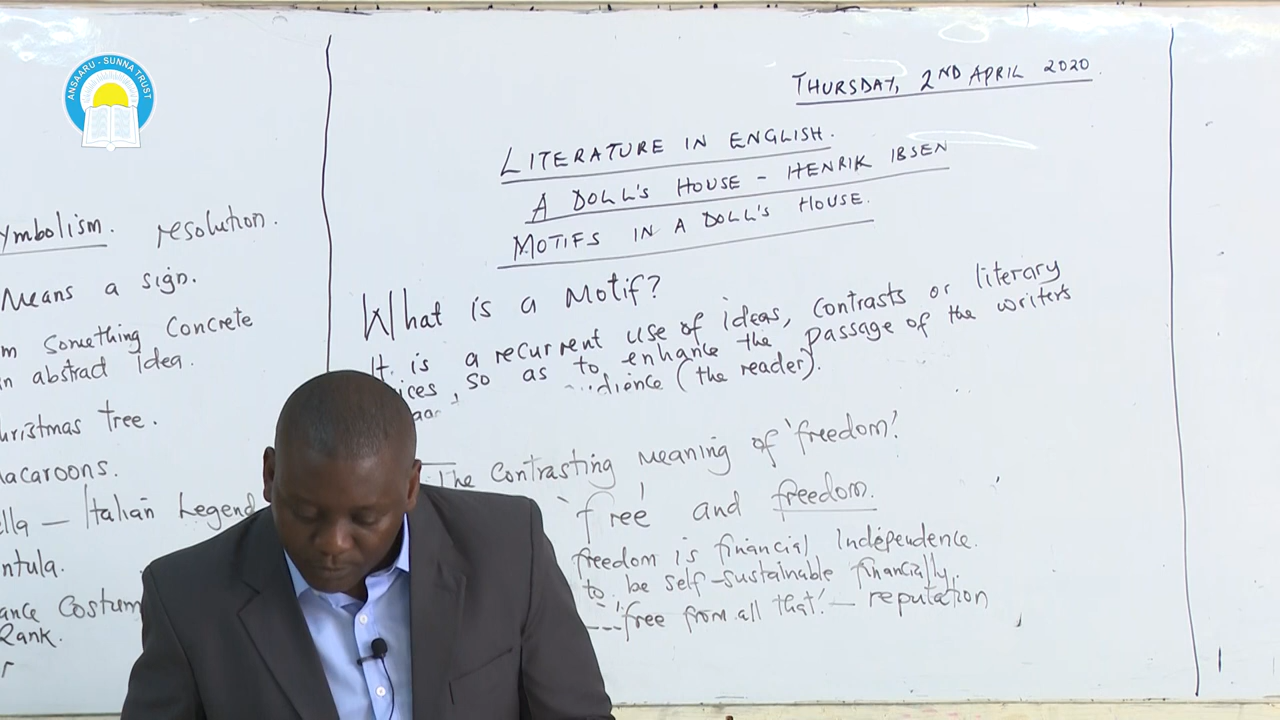 ANSAARU - SUNNA TRUST
ymbolism. resolution.
Means a sign.
m something Concrete
n abstract Idea.
hristmas tree.
acaroons.
ella – Italian Legend
ntula.
ance Costum
Rank.
r
THURSDAY, 2ND APRIL 2020.
LITERATURE IN ENGLISH.
A DOLL'S HOUSE – HENRIK IBSEN
MOTIFS IN A DOLL'S HOUSE.
What is a Motif?
It is a recurrent use of ideas, Contrasts or literary
ices, so as to enhance the passage of the writers
dience (the reader).
The Contrasting Meaning of 'freedom'.
'free' and freedom.
freedom is financial Independence.
to be self-sustainable financially.
---'free from all that' – reputation